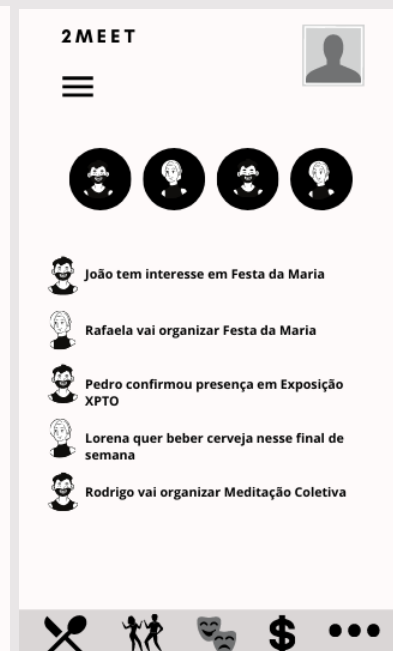 2MEET
João tem interesse em Festa da Maria
Rafaela vai organizar Festa da Maria
Pedro confirmou presença em Exposição
XPTO
Lorena quer beber cerveja nesse final de
semana
Rodrigo vai organizar Meditação Coletiva
$